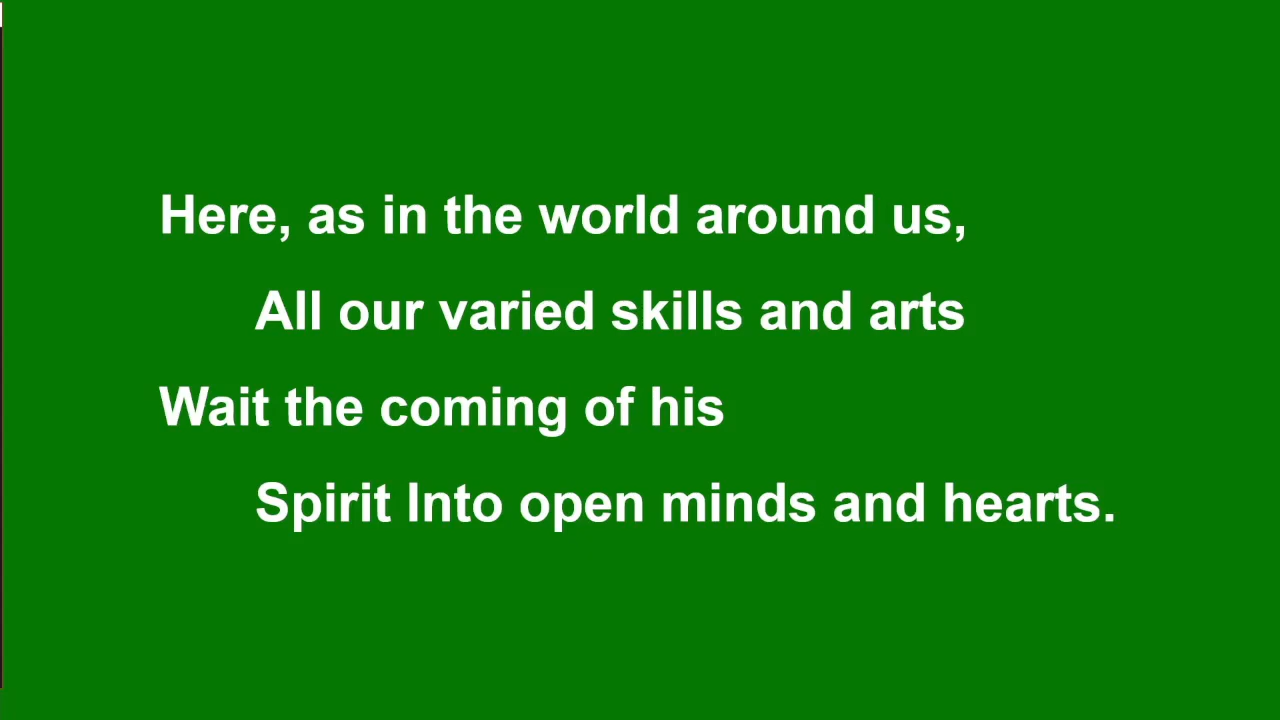 Here, as in the world around us,
All our varied skills and arts
Wait the coming of his
Spirit Into open minds and hearts.